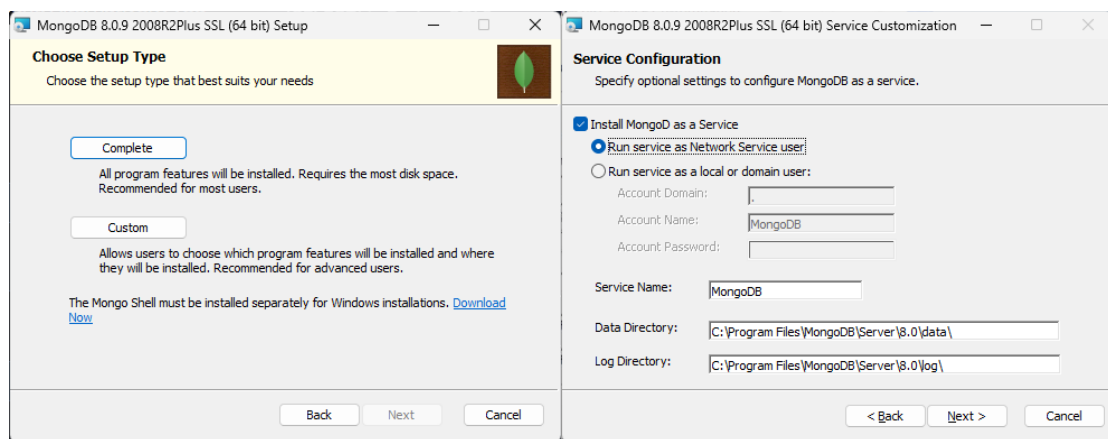 MongoDB 8.0.9 2008R2Plus SSL (64 bit) Setup
Choose Setup Type
Choose the setup type that best suits your needs
Complete
All program features will be installed. Requires the most disk space.
Recommended for most users.
Custom
Allows users to choose which program features will be installed and where
they will be installed. Recommended for advanced users.
The Mongo Shell must be installed separately for Windows installations. Download
Now
Back Next Cancel
MongoDB 8.0.9 2008R2Plus SSL (64 bit) Service Customization
Service Configuration
Specify optional settings to configure MongoDB as a service.
Install MongoD as a Service
Run service as Network Service user
Run service as a local or domain user:
Account Domain: .
Account Name: MongoDB
Account Password:
Service Name: MongoDB
Data Directory: C:\Program Files\MongoDB\Server\8.0\data\
Log Directory: C:\Program Files\MongoDB\Server\8.0\log\
< Back Next > Cancel